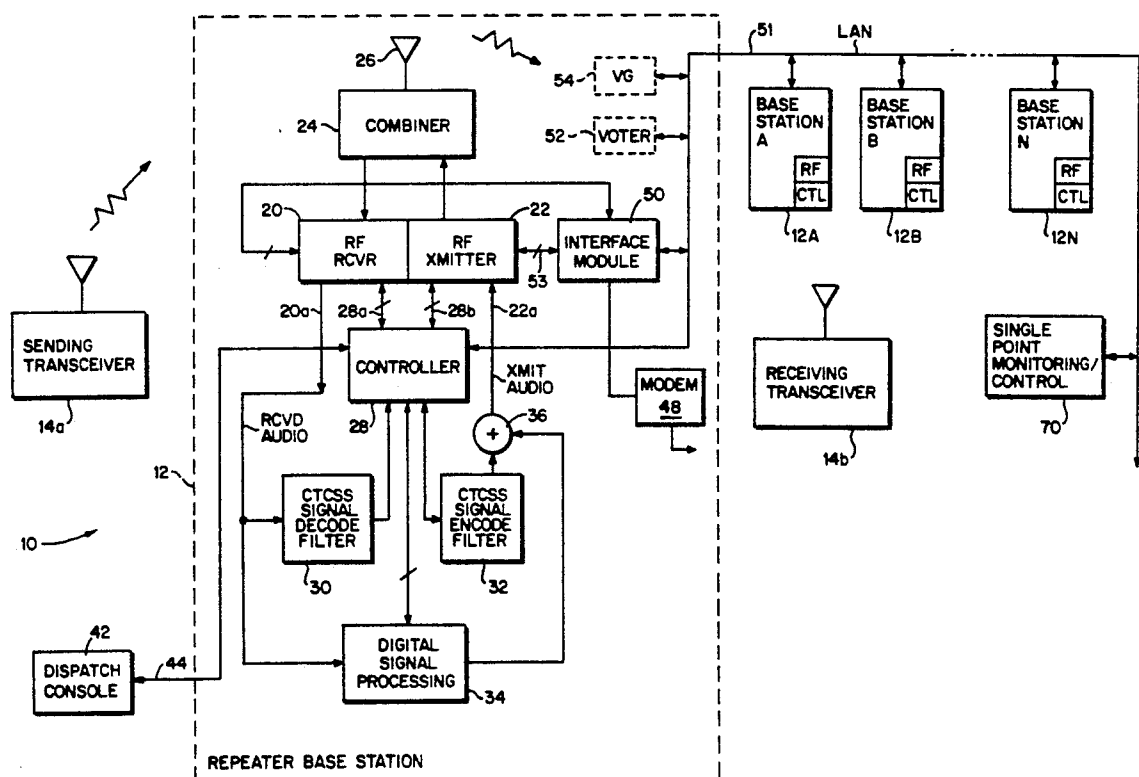 26
54
VG
51
LAN
24
COMBINER
52
VOTER
BASE
STATION
A
RF
CTL
12A
BASE
STATION
B
RF
CTL
12B
BASE
STATION
N
RF
CTL
12N
20
22
50
RF
RCVR
RF
XMITTER
53
INTERFACE
MODULE
20a
28a
28b
22a
SENDING
TRANSCEIVER
14a
CONTROLLER
28
XMIT
AUDIO
RCVD
AUDIO
36
+
MODEM
48
RECEIVING
TRANSCEIVER
14b
SINGLE
POINT
MONITORING/
CONTROL
70
12
10
CTCSS
SIGNAL
DECODE
FILTER
30
CTCSS
SIGNAL
ENCODE
FILTER
32
42
DISPATCH
CONSOLE
44
DIGITAL
SIGNAL
PROCESSING
34
REPEATER BASE STATION